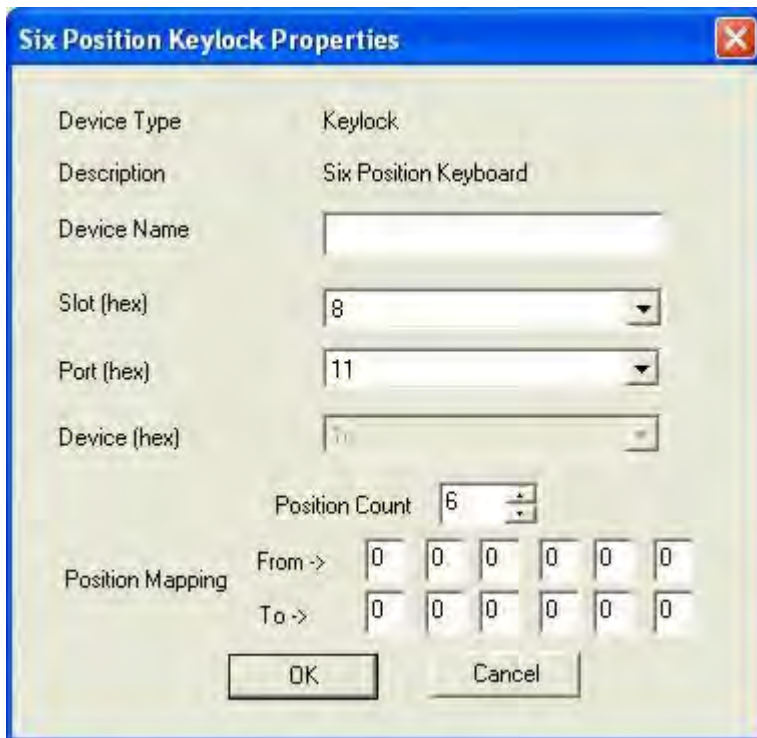 Six Position Keylock Properties
Device Type Keylock
Description Six Position Keyboard
Device Name
Slot (hex) 8
Port (hex) 11
Device (hex)
Position Count 6
Position Mapping
From -> 0 0 0 0 0 0
To -> 0 0 0 0 0 0
OK Cancel